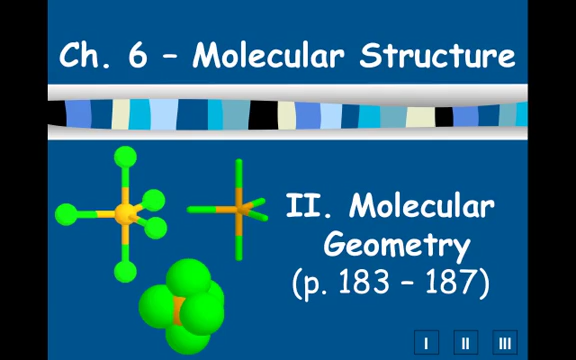 Ch. 6 – Molecular Structure
II. Molecular
Geometry
(p. 183 – 187)
I II III